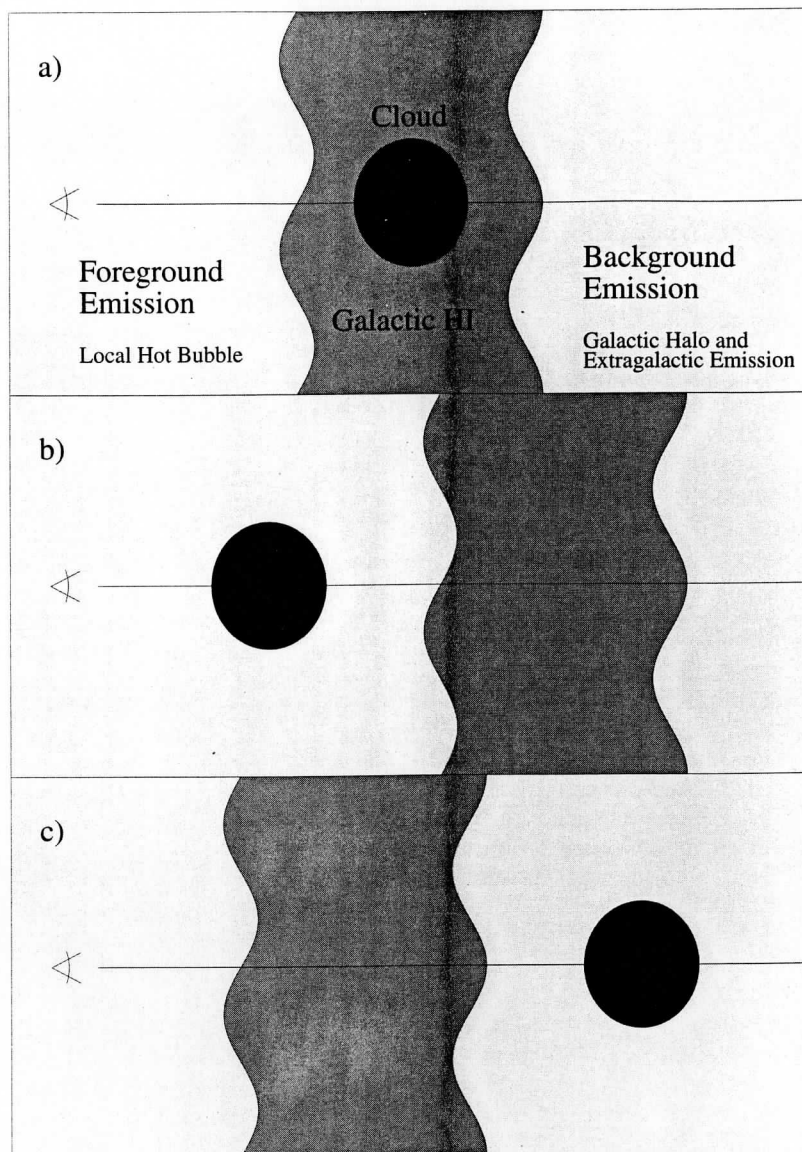 a)
Cloud
Foreground
Emission
Local Hot Bubble
Galactic HI
Background
Emission
Galactic Halo and
Extragalactic Emission
b)
c)